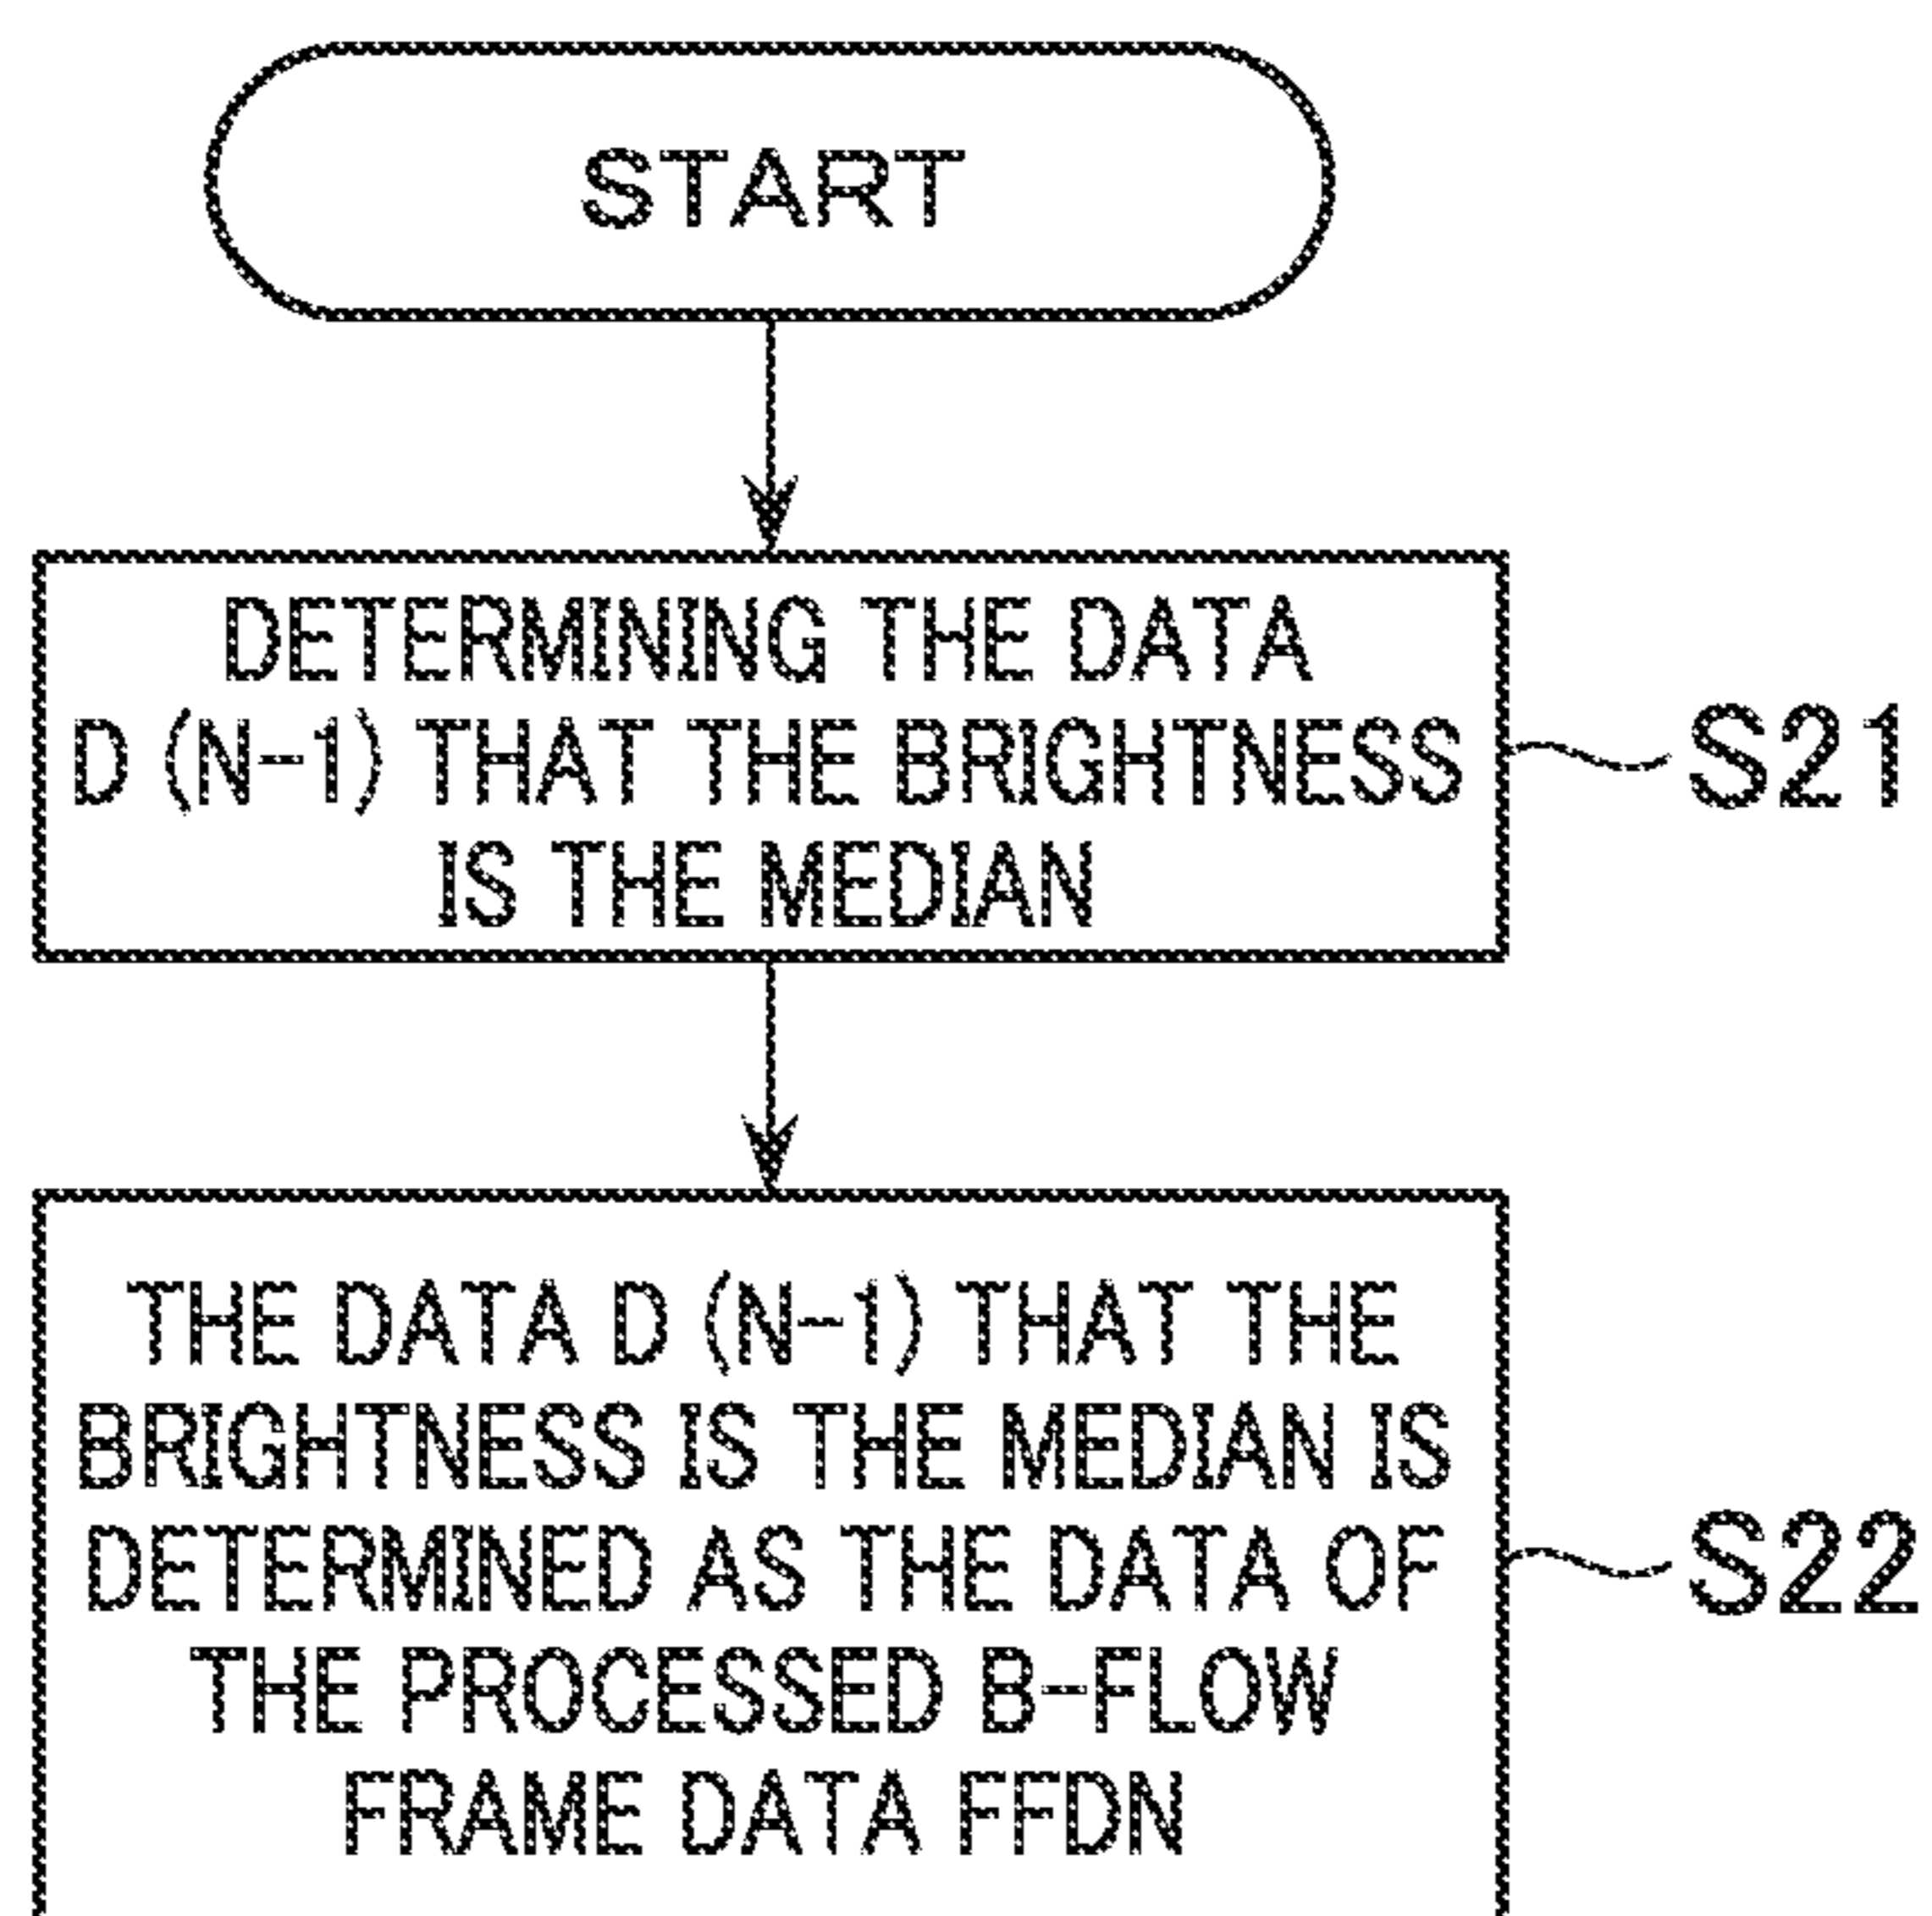 START
DETERMINING THE DATA
D (N-1) THAT THE BRIGHTNESS
IS THE MEDIAN
S21
THE DATA D (N-1) THAT THE
BRIGHTNESS IS THE MEDIAN IS
DETERMINED AS THE DATA OF
THE PROCESSED B-FLOW
FRAME DATA FFDN
S22